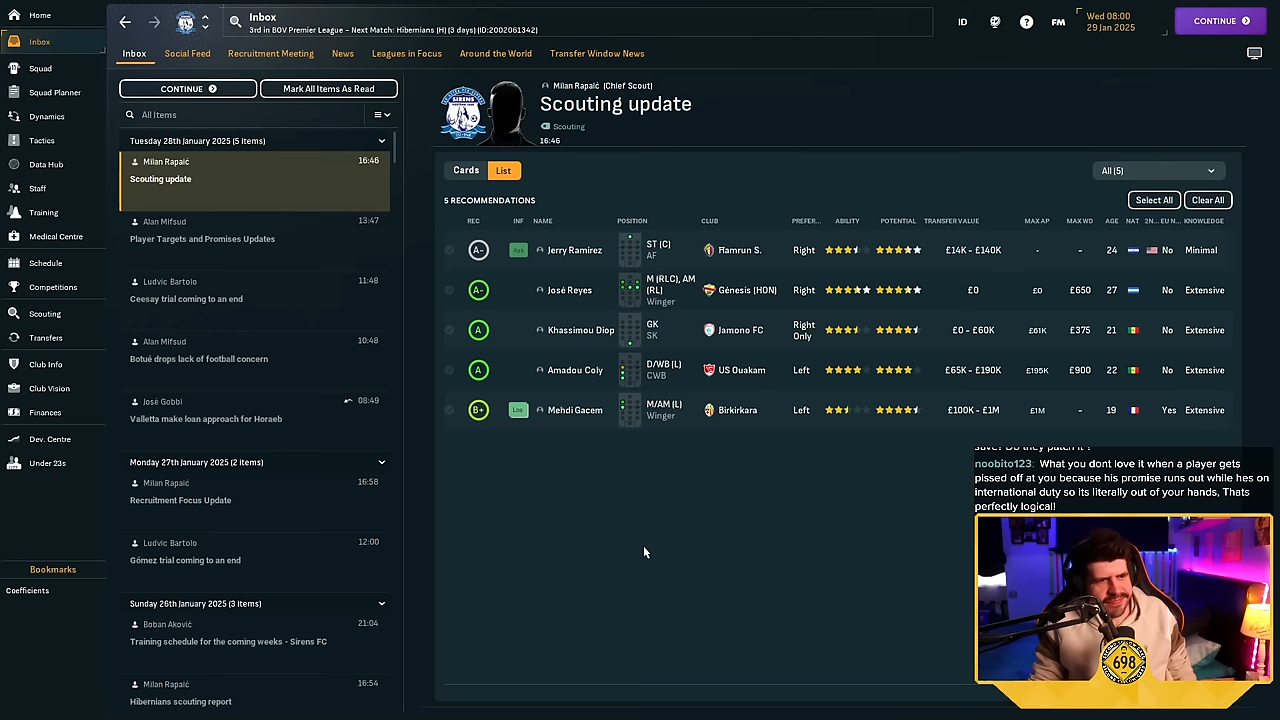 Home
Inbox
Squad
Squad Planner
Dynamics
Tactics
Data Hub
Staff
Training
Medical Centre
Schedule
Competitions
Scouting
Transfers
Club Info
Club Vision
Finances
Dev. Centre
Under 23s
Bookmarks
Coefficients
Inbox
3rd in BOV Premier League - Next Match: Hibernians (H) (3 days) (ID:2002061342)
ID
FM
Wed 08:00
29 Jan 2025
CONTINUE
Inbox Social Feed Recruitment Meeting News Leagues in Focus Around the World Transfer Window News
CONTINUE Mark All Items As Read
All Items
Tuesday 28th January 2025 (5 items)
Milan Rapaić 16:46
Scouting update
Alan Mifsud 13:47
Player Targets and Promises Updates
Ludvic Bartolo 11:48
Ceesay trial coming to an end
Alan Mifsud 10:48
Botué drops lack of football concern
José Gobbi 08:49
Valletta make loan approach for Horaeb
Monday 27th January 2025 (2 items)
Milan Rapaić 16:58
Recruitment Focus Update
Ludvic Bartolo 12:00
Gómez trial coming to an end
Sunday 26th January 2025 (3 items)
Boban Aković 21:04
Training schedule for the coming weeks - Sirens FC
Milan Rapaić 16:54
Hibernians scouting report
SIRENS
Milan Rapaić (Chief Scout)
Scouting update
Scouting
16:46
Cards List
All (5)
5 RECOMMENDATIONS
Select All Clear All
REC INF NAME POSITION CLUB PREFER... ABILITY POTENTIAL TRANSFER VALUE MAX AP MAX WD AGE NAT 2N... EU N... KNOWLEDGE
A- Ask Jerry Ramirez ST (C) AF Ħamrun S. Right £14K - £140K - - 24 No Minimal
A- José Reyes M (RLC), AM (RL) Winger Génesis (HON) Right £0 £0 £650 27 No Extensive
A Khassimou Diop GK SK Jamono FC Right Only £0 - £60K £61K £375 21 No Extensive
A Amadou Coly D/WB (L) CWB US Ouakam Left £65K - £190K £195K £900 22 No Extensive
B+ Loa Mehdi Gacem M/AM (L) Winger Birkirkara Left £100K - £1M £1M - 19 Yes Extensive
noobito123: What you dont love it when a player gets
pissed off at you because his promise runs out while hes on
international duty so its literally out of your hands, Thats
perfectly logical!
698